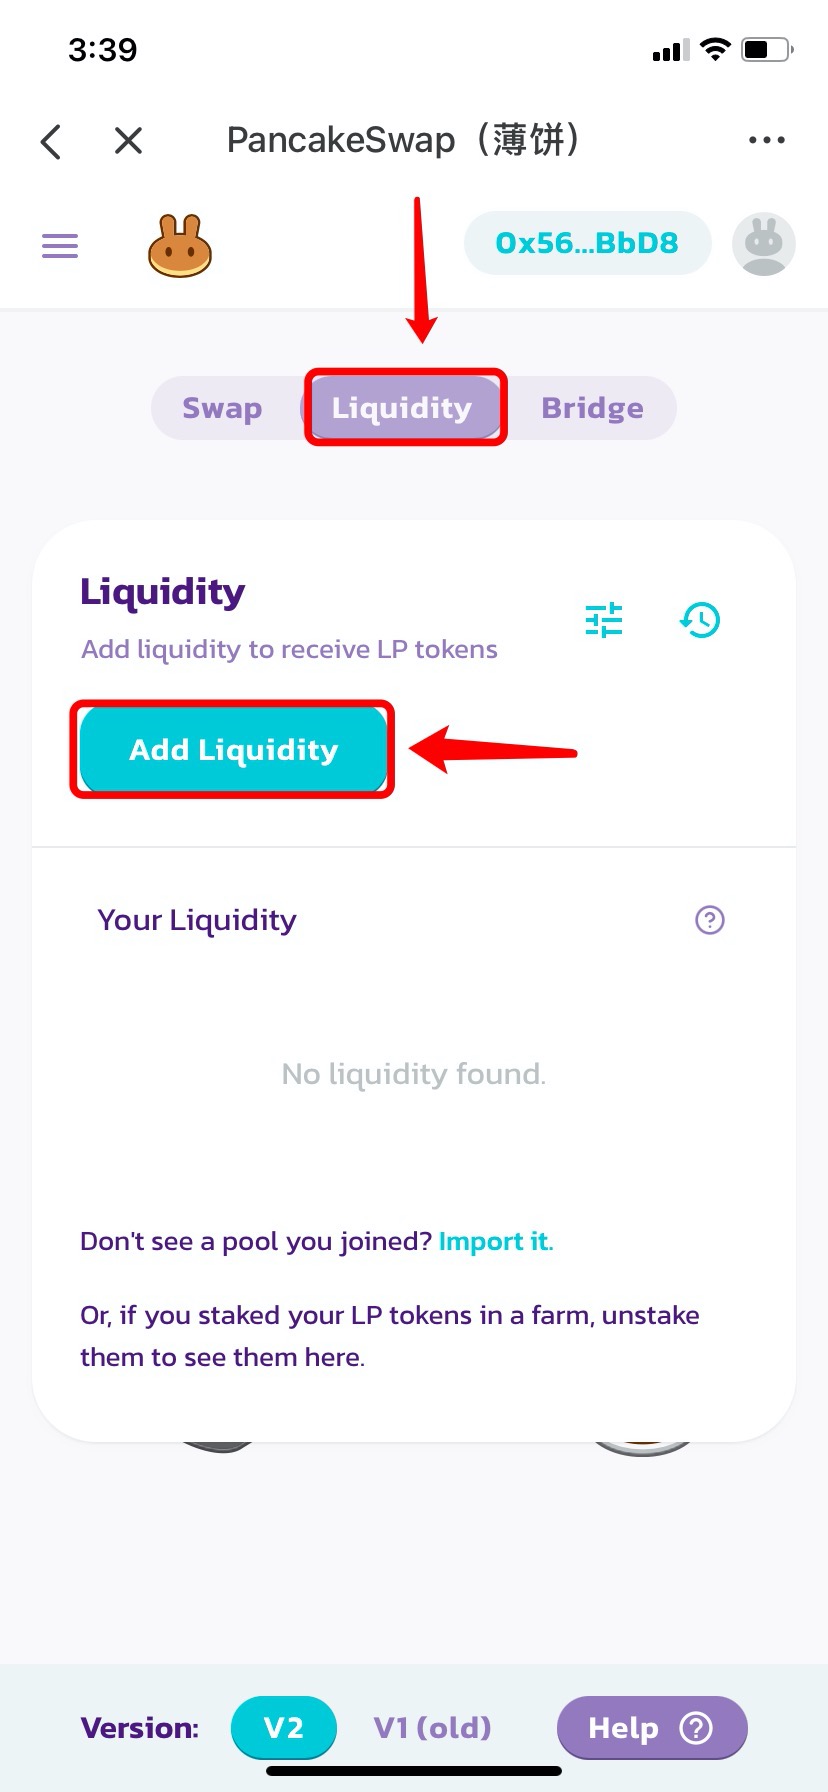 3:39
PancakeSwap（薄饼）
0x56...BbD8
Swap
Liquidity
Bridge
Liquidity
Add liquidity to receive LP tokens
Add Liquidity
Your Liquidity
No liquidity found.
Don't see a pool you joined? Import it.
Or, if you staked your LP tokens in a farm, unstake
them to see them here.
Version:
V2
V1 (old)
Help